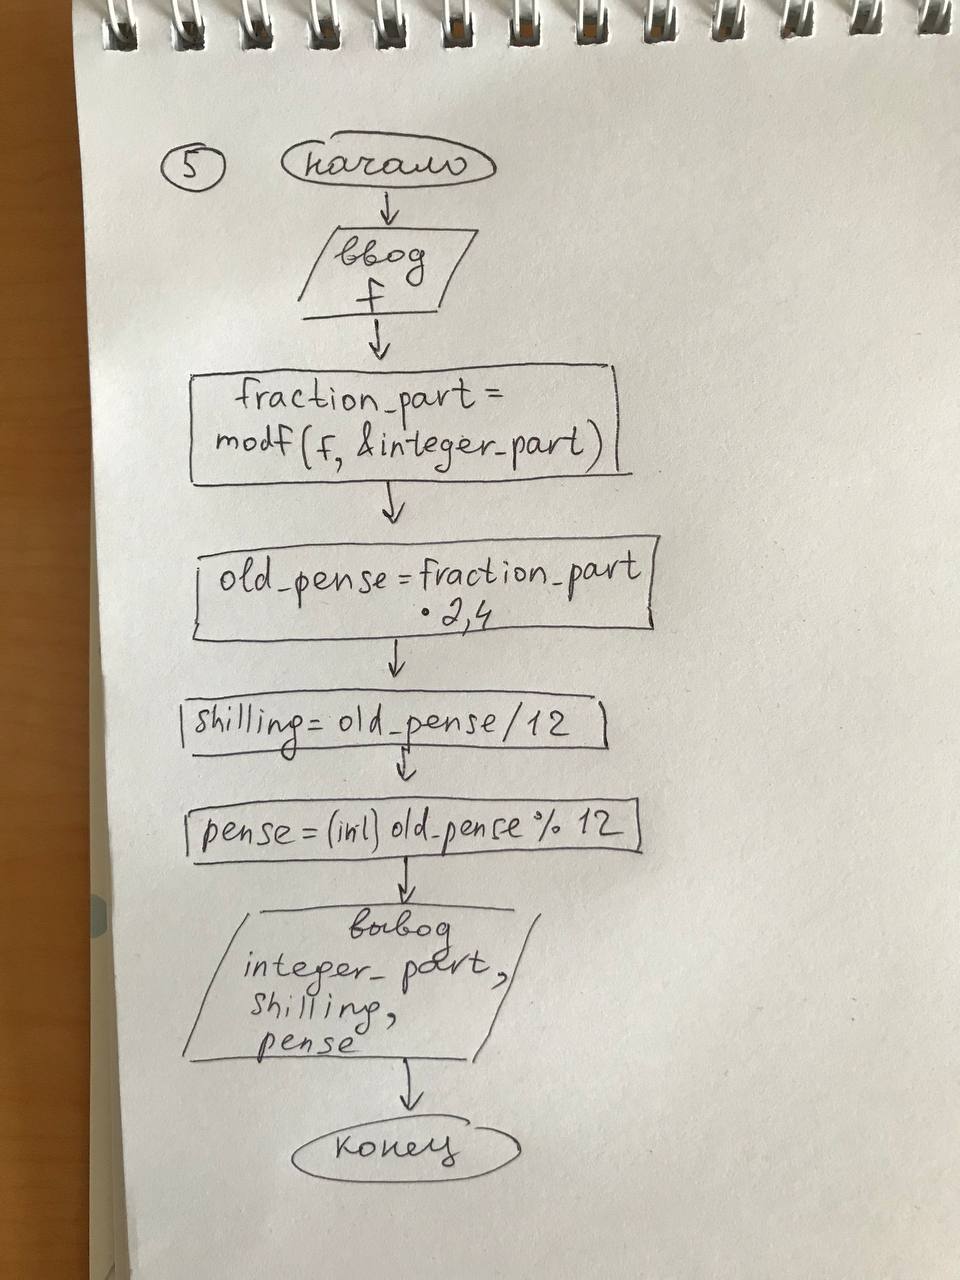 5
начало
ввод
f
fraction_part =
modf(f, &integer_part)
old_pense = fraction_part
• 2,4
shilling = old_pense / 12
pense = (int) old_pense % 12
вывод
integer_part,
shilling,
pense
конец